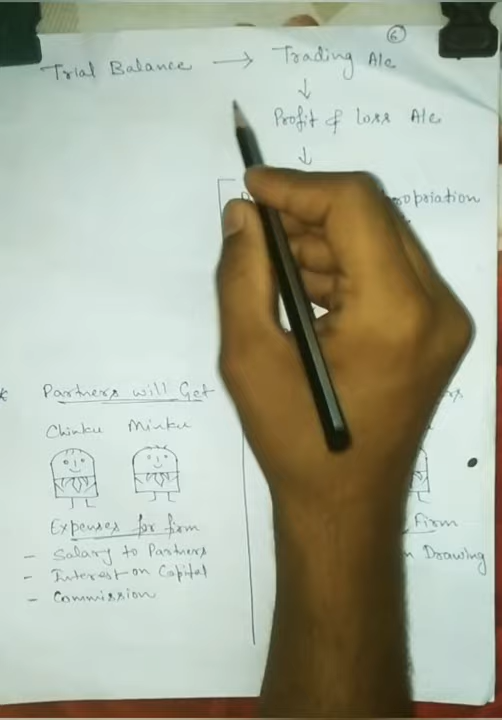 6
Trial Balance → Trading A/c
↓
Profit & Loss A/c
↓
* Partners will Get
Chinku Minku
Expenses for firm
Firm
- Salary to Partners
Drawing
- Interest on Capital
- Commission